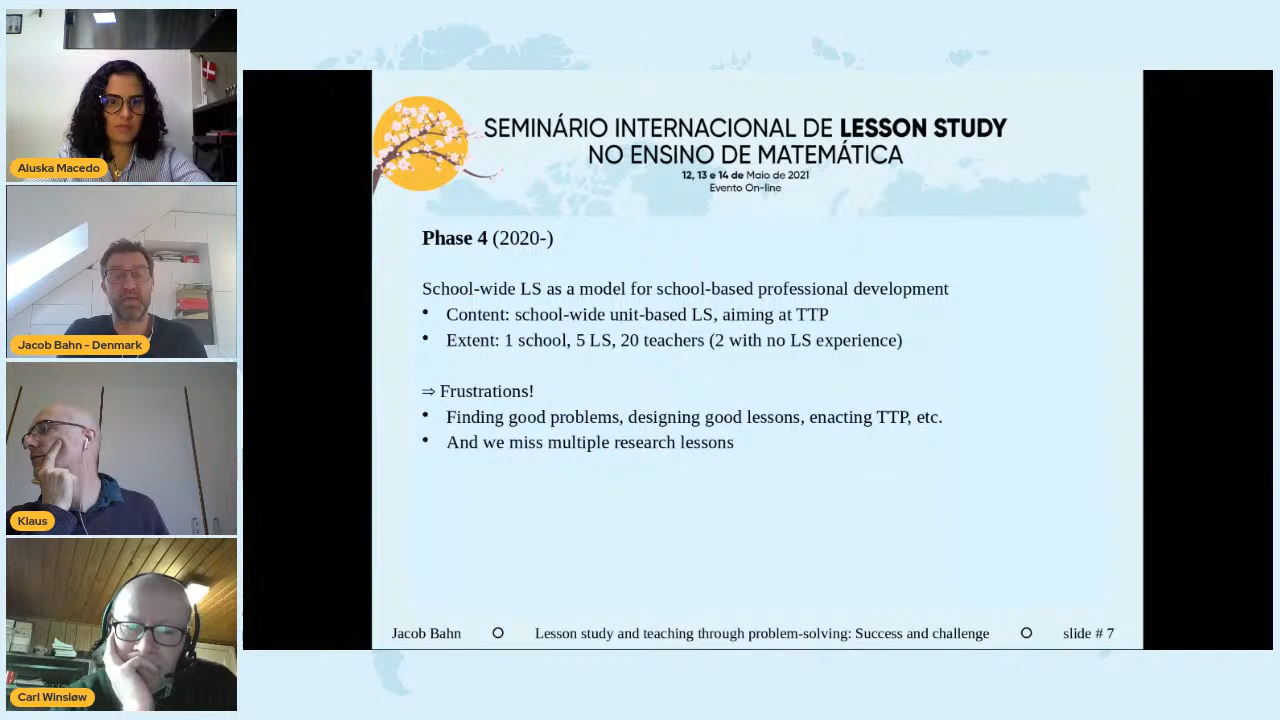 Aluska Macedo
Jacob Bahn - Denmark
Klaus
Carl Winsløw
SEMINÁRIO INTERNACIONAL DE LESSON STUDY
NO ENSINO DE MATEMÁTICA
12, 13 e 14 de Maio de 2021
Evento On-line
Phase 4 (2020-)
School-wide LS as a model for school-based professional development
• Content: school-wide unit-based LS, aiming at TTP
• Extent: 1 school, 5 LS, 20 teachers (2 with no LS experience)
⇒ Frustrations!
• Finding good problems, designing good lessons, enacting TTP, etc.
• And we miss multiple research lessons
Jacob Bahn O Lesson study and teaching through problem-solving: Success and challenge O slide # 7